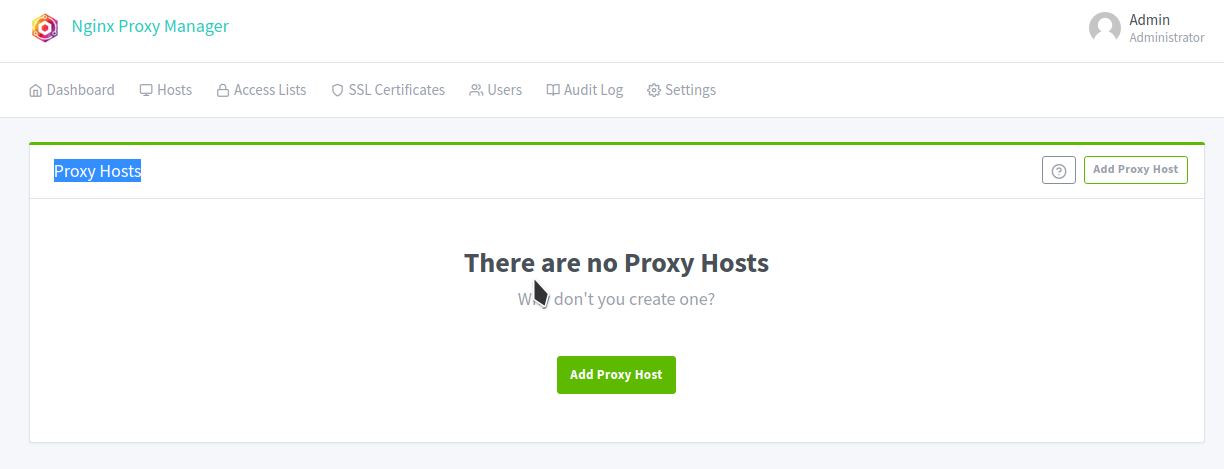 Nginx Proxy Manager
Admin
Administrator
Dashboard Hosts Access Lists SSL Certificates Users Audit Log Settings
Proxy Hosts
Add Proxy Host
There are no Proxy Hosts
Why don't you create one?
Add Proxy Host